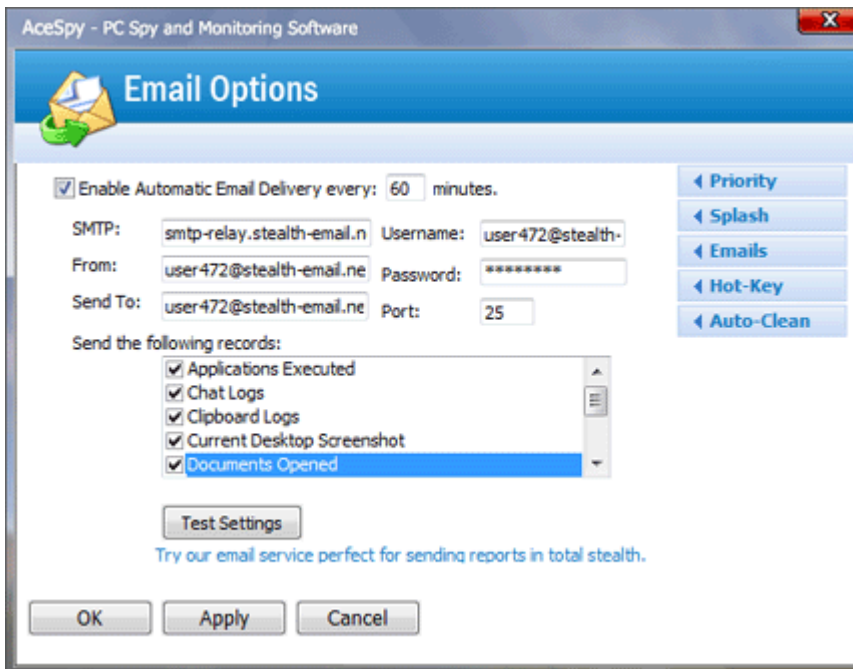 AceSpy - PC Spy and Monitoring Software
Email Options
Enable Automatic Email Delivery every: 60 minutes.
SMTP: smtp-relay.stealth-email.n Username: user472@stealth-
From: user472@stealth-email.ne Password: ********
Send To: user472@stealth-email.ne Port: 25
Send the following records:
Applications Executed
Chat Logs
Clipboard Logs
Current Desktop Screenshot
Documents Opened
Test Settings
Try our email service perfect for sending reports in total stealth.
OK Apply Cancel
Priority
Splash
Emails
Hot-Key
Auto-Clean